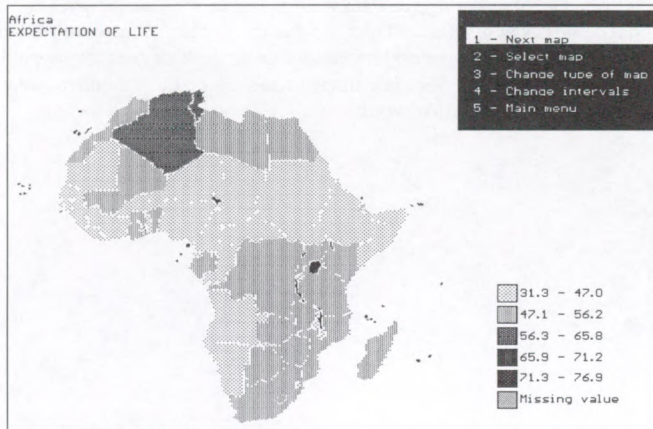 Africa
EXPECTATION OF LIFE
1 - Next map
2 - Select map
3 - Change type of map
4 - Change intervals
5 - Main menu
31.3 - 47.0
47.1 - 56.2
56.3 - 65.8
65.9 - 71.2
71.3 - 76.9
Missing value